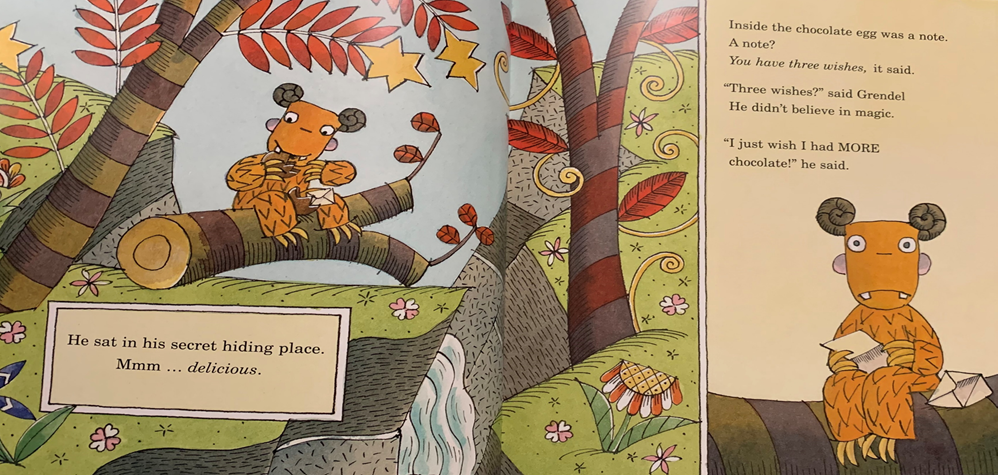 He sat in his secret hiding place.
Mmm ... delicious.
Inside the chocolate egg was a note.
A note?
You have three wishes, it said.
“Three wishes?” said Grendel
He didn’t believe in magic.
“I just wish I had MORE
chocolate!” he said.